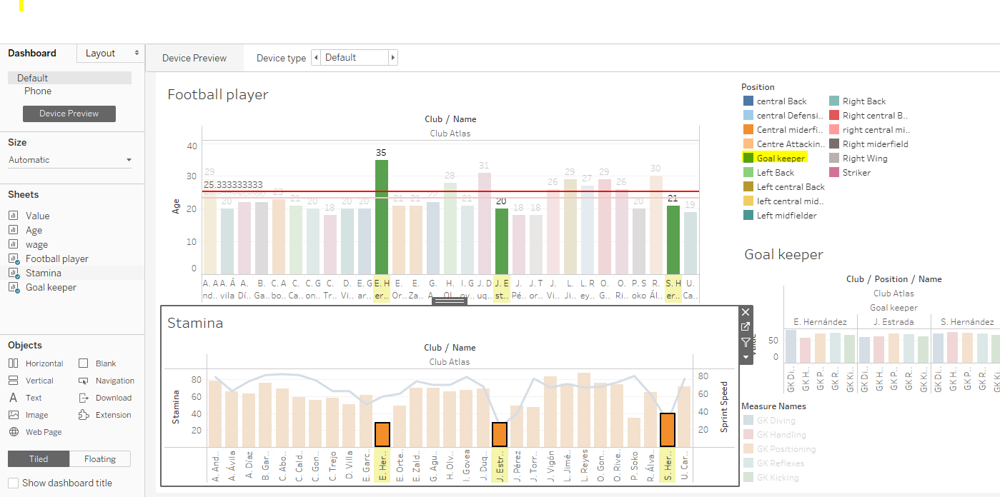 Dashboard
Layout
Default
Phone
Device Preview
Size
Automatic
Sheets
Value
Age
wage
Football player
Stamina
Goal keeper
Objects
Horizontal
Blank
Vertical
Navigation
Text
Download
Image
Extension
Web Page
Tiled
Floating
Show dashboard title
Device Preview
Device type
Default
Football player
Club / Name
Club Atlas
Age
40
30
20
10
0
29
25.333333333
20
23
21
20
18
20
20
35
21
21
28
21
31
20
18
18
26
29
27
29
26
20
30
21
19
A. A A. Á A. B. C. A C. C. G C. D. E. G E. H E. E. G. H. I. G J. D J. E J. J. T J. L. L. R O. O. P. S R. S. H U.
nd.. vila Dí.. Ga.. bo.. Ca.. on.. Tr.. Vi.. ar.. er.. Or.. Za.. A.. Ol.. ov.. uq.. st.. Pé.. or.. Vi.. Ji.. ey.. G.. Ri.. oko Ál.. er.. Ca..
Stamina
Club / Name
Club Atlas
Stamina
80
60
40
20
Sprint Speed
80
60
40
20
A. And..
A. Ávila
A. Díaz
B. Gar..
C. Abo..
C. Cald..
C. Gon..
C. Trejo
D. Villa
E. Garc..
E. Her..
E. Orte..
E. Zald..
G. Agu..
H. Oliv..
I. Govea
J. Duq..
J. Estr..
J. Pérez
J. Torr..
J. Vigón
L. Jimé..
L. Reyes
O. Gon..
O. Rive..
P. Soko
R. Álva..
S. Her..
U. Car..
Position
central Back
central Defensi..
Central miderfi..
Centre Attackin..
Goal keeper
Left Back
Left central Back
left central mid..
Left midfielder
Right Back
Right central B..
right central mi..
Right miderfield
Right Wing
Striker
Goal keeper
Club / Position / Name
Club Atlas
Goal keeper
E. Hernández
J. Estrada
S. Hernández
50
0
GK Di..
GK H..
GK P..
GK R..
GK Ki..
GK Di..
GK H..
GK P..
GK R..
GK Ki..
GK Di..
GK H..
GK P..
GK R..
Measure Names
GK Diving
GK Handling
GK Positioning
GK Reflexes
GK Kicking